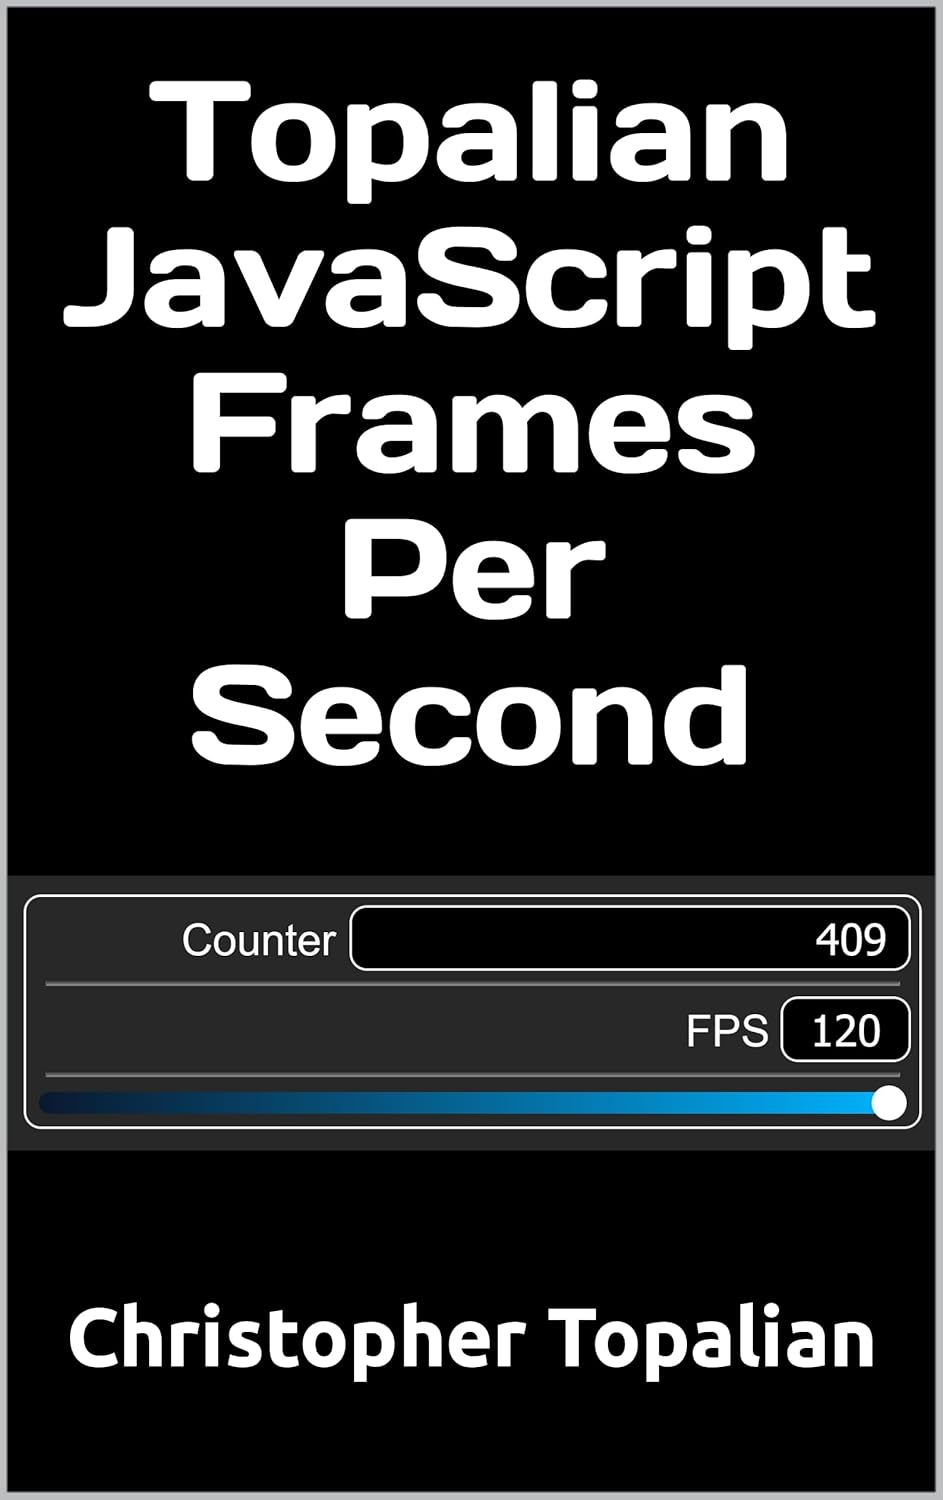 Topalian
JavaScript
Frames
Per
Second
Counter 409
FPS 120
Christopher Topalian